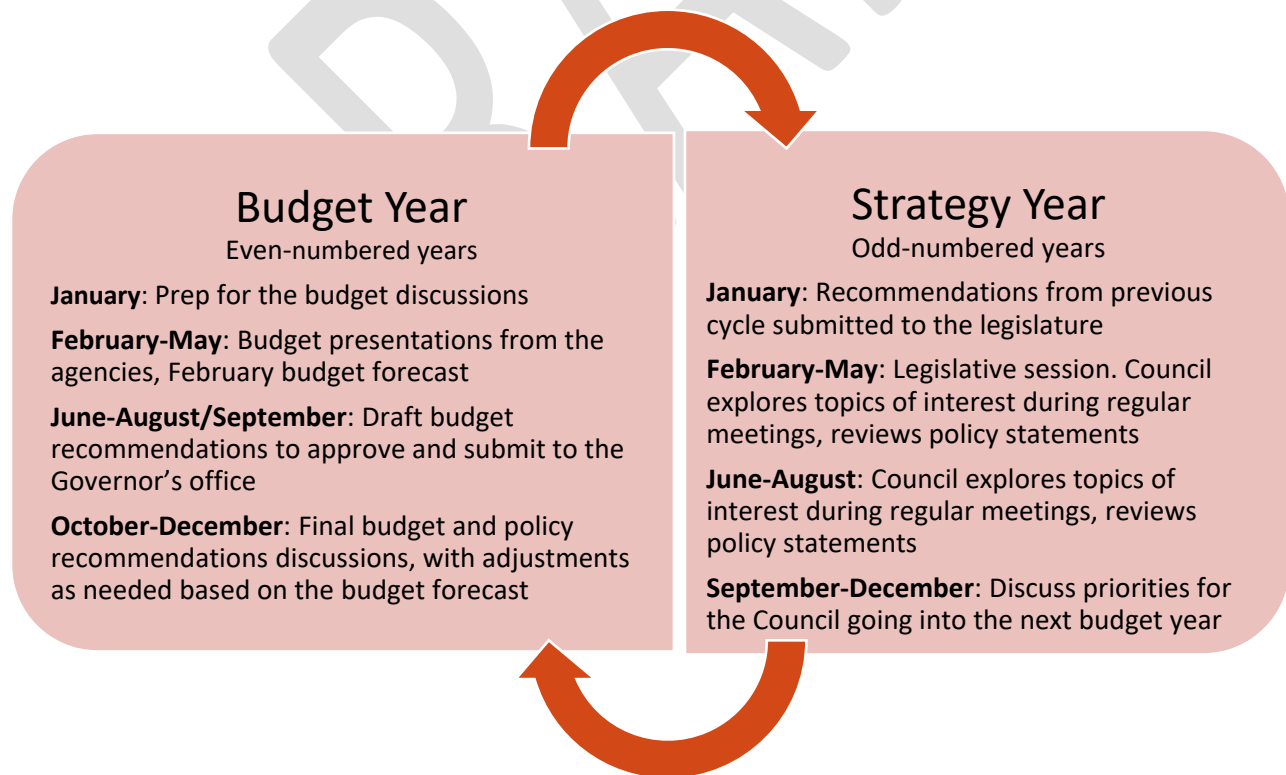 Budget Year
Even-numbered years
January: Prep for the budget discussions
February-May: Budget presentations from the
agencies, February budget forecast
June-August/September: Draft budget
recommendations to approve and submit to the
Governor’s office
October-December: Final budget and policy
recommendations discussions, with adjustments
as needed based on the budget forecast
Strategy Year
Odd-numbered years
January: Recommendations from previous
cycle submitted to the legislature
February-May: Legislative session. Council
explores topics of interest during regular
meetings, reviews policy statements
June-August: Council explores topics of
interest during regular meetings, reviews
policy statements
September-December: Discuss priorities for
the Council going into the next budget year